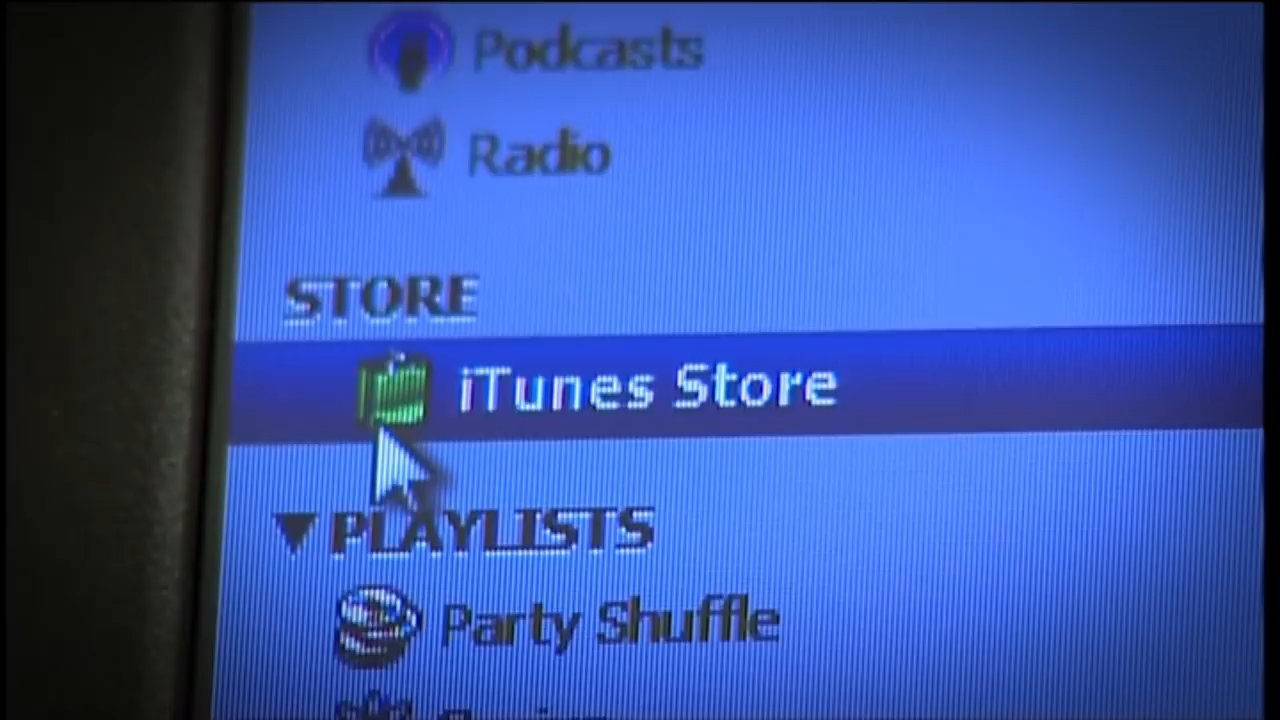 Podcasts
Radio
STORE
iTunes Store
PLAYLISTS
Party Shuffle